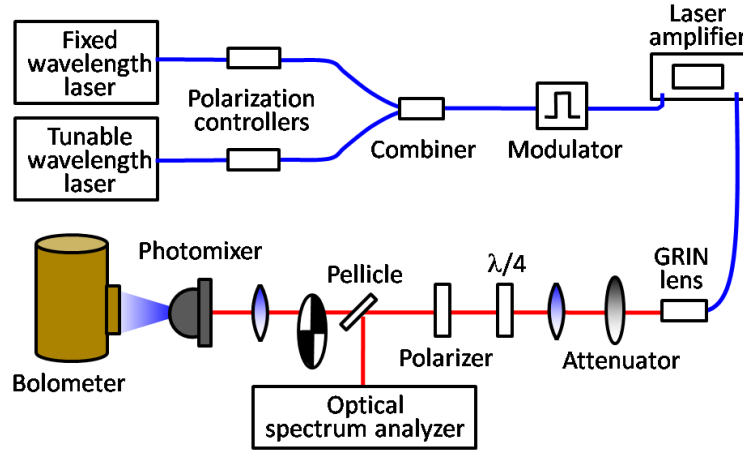 Fixed
wavelength
laser
Tunable
wavelength
laser
Polarization
controllers
Combiner
Modulator
Laser
amplifier
Bolometer
Photomixer
Pellicle
Polarizer
λ/4
Attenuator
GRIN
lens
Optical
spectrum analyzer